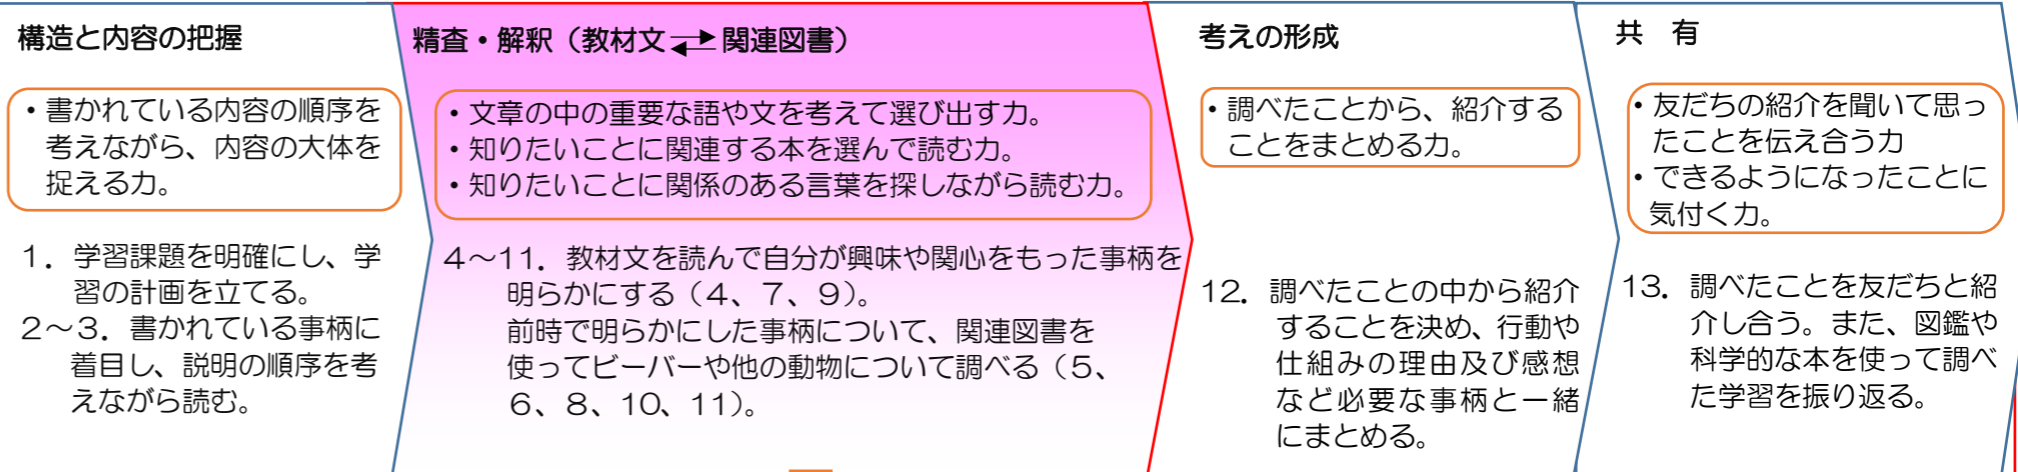 構造と内容の把握
・書かれている内容の順序を
考えながら、内容の大体を
捉える力。
1．学習課題を明確にし、学
習の計画を立てる。
2～3．書かれている事柄に
着目し、説明の順序を考
えながら読む。
精査・解釈（教材文⇄関連図書）
・文章の中の重要な語や文を考えて選び出す力。
・知りたいことに関連する本を選んで読む力。
・知りたいことに関係のある言葉を探しながら読む力。
4～11．教材文を読んで自分が興味や関心をもった事柄を
明らかにする（4、7、9）。
前時で明らかにした事柄について、関連図書を
使ってビーバーや他の動物について調べる（5、
6、8、10、11）。
考えの形成
・調べたことから、紹介する
ことをまとめる力。
12．調べたことの中から紹介
することを決め、行動や
仕組みの理由及び感想
など必要な事柄と一緒
にまとめる。
共　有
・友だちの紹介を聞いて思っ
たことを伝え合う力
・できるようになったことに
気付く力。
13．調べたことを友だちと紹
介し合う。また、図鑑や
科学的な本を使って調べ
た学習を振り返る。